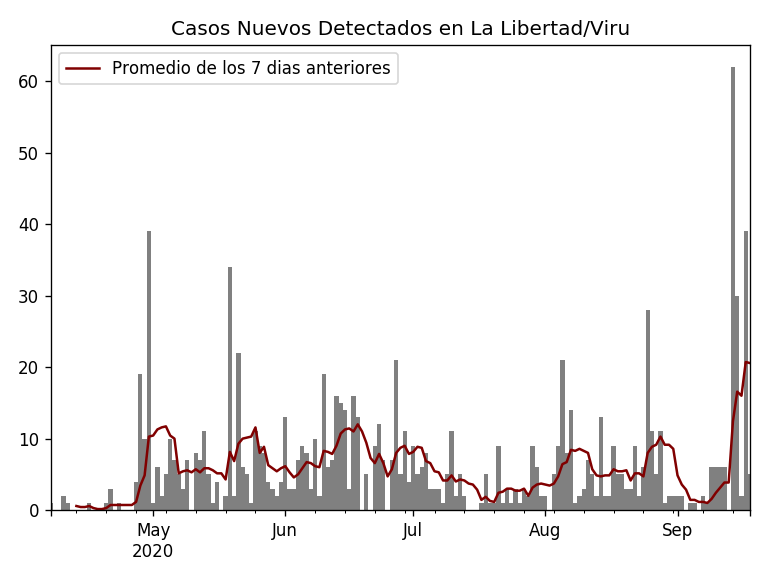 Casos Nuevos Detectados en La Libertad/Viru
Promedio de los 7 dias anteriores
60
50
40
30
20
10
0
May Jun Jul Aug Sep
2020